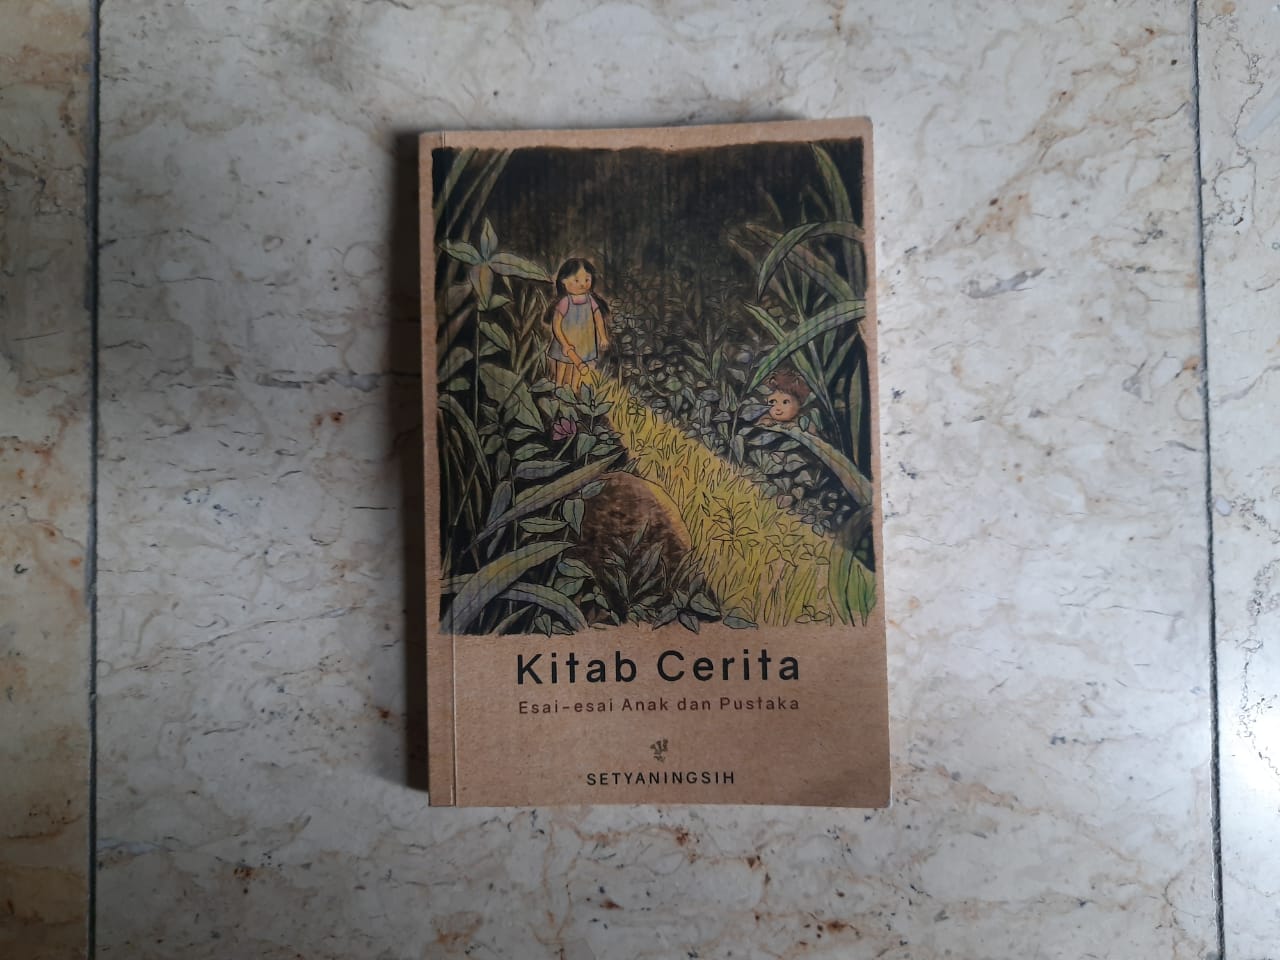 Kitab Cerita
Esai-esai Anak dan Pustaka
SETYANINGSIH